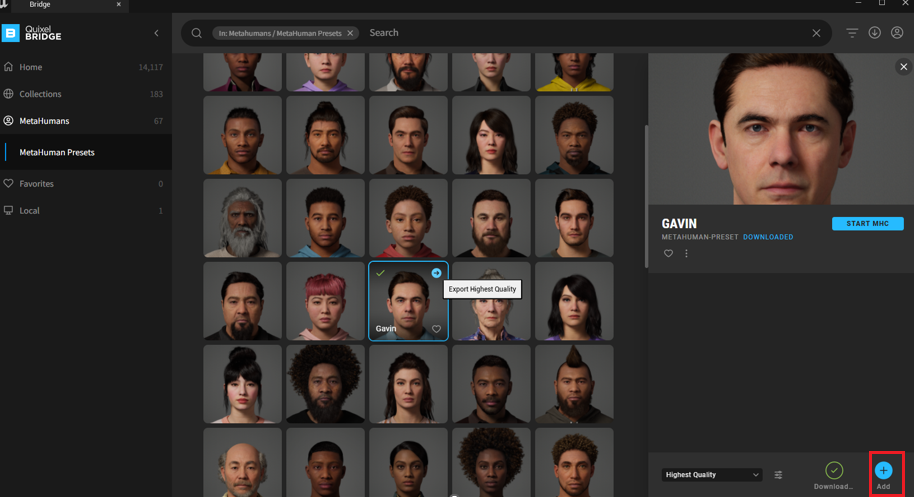 Bridge
Quixel
BRIDGE
In: Metahumans / MetaHuman Presets
Search
Home 14,117
Collections 183
MetaHumans 67
MetaHuman Presets
Favorites 0
Local 1
Export Highest Quality
Gavin
GAVIN
START MHC
METAHUMAN-PRESET DOWNLOADED
Highest Quality
Download...
Add